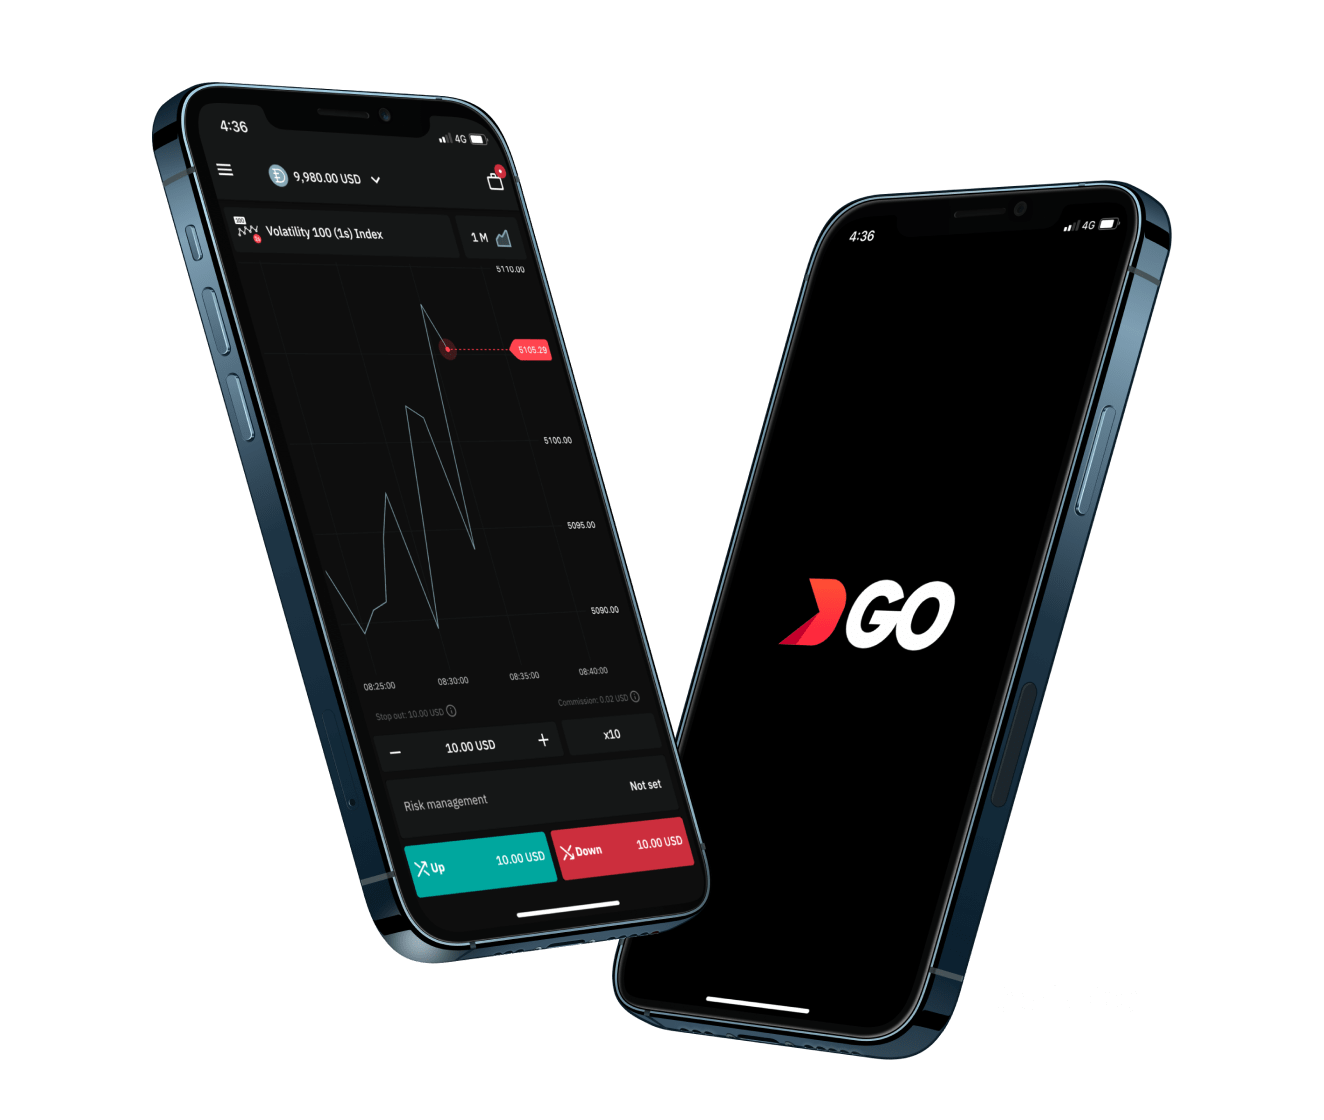 4:36
4G
9,980.00 USD
100
Volatility 100 (1s) Index
1 M
5110.00
5105.29
5100.00
5095.00
5090.00
08:25:00 08:30:00 08:35:00 08:40:00
Stop out: 10.00 USD
Commission: 0.02 USD
− 10.00 USD +
x10
Risk management
Not set
Up 10.00 USD
Down 10.00 USD
4:36
4G
GO